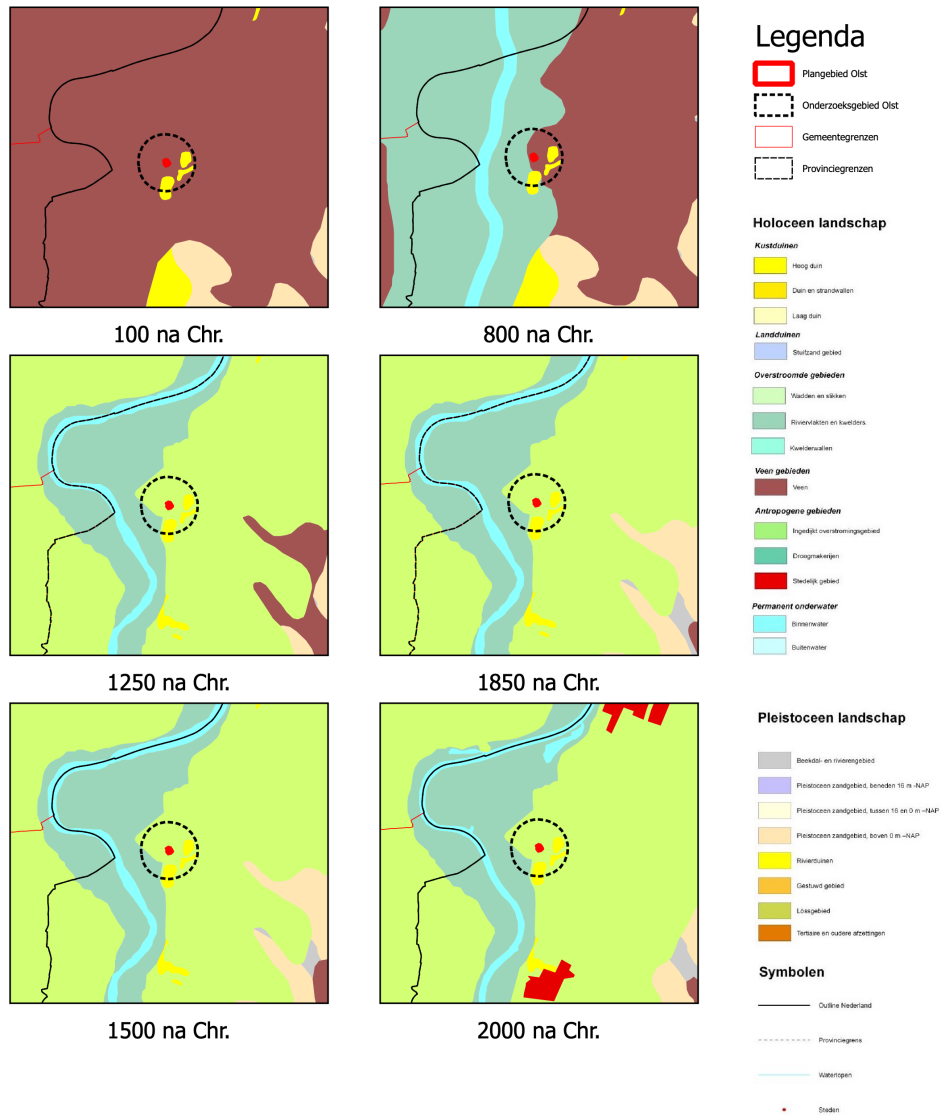 100 na Chr.
800 na Chr.
1250 na Chr.
1850 na Chr.
1500 na Chr.
2000 na Chr.
Legenda
Plangebied Olst
Onderzoeksgebied Olst
Gemeentegrenzen
Provinciegrenzen
Holoceen landschap
Kustduinen
Hoog duin
Duin en strandwallen
Laag duin
Landduinen
Stuifzand gebied
Overstroomde gebieden
Wadden en slikken
Riviervlakten en kwelders.
Kwelderwallen
Veen gebieden
Veen
Antropogene gebieden
Ingedijkt overstromingsgebied
Droogmakerijen
Stedelijk gebied
Permanent onderwater
Binnenwater
Buitenwater
Pleistoceen landschap
Beekdal- en rivierengebied
Pleistoceen zandgebied, beneden 16 m -NAP
Pleistoceen zandgebied, tussen 16 en 0 m –NAP
Pleistoceen zandgebied, boven 0 m –NAP
Rivierduinen
Gestuwd gebied
Lössgebied
Tertiaire en oudere afzettingen
Symbolen
Outline Nederland
Provinciegrens
Waterlopen
Steden